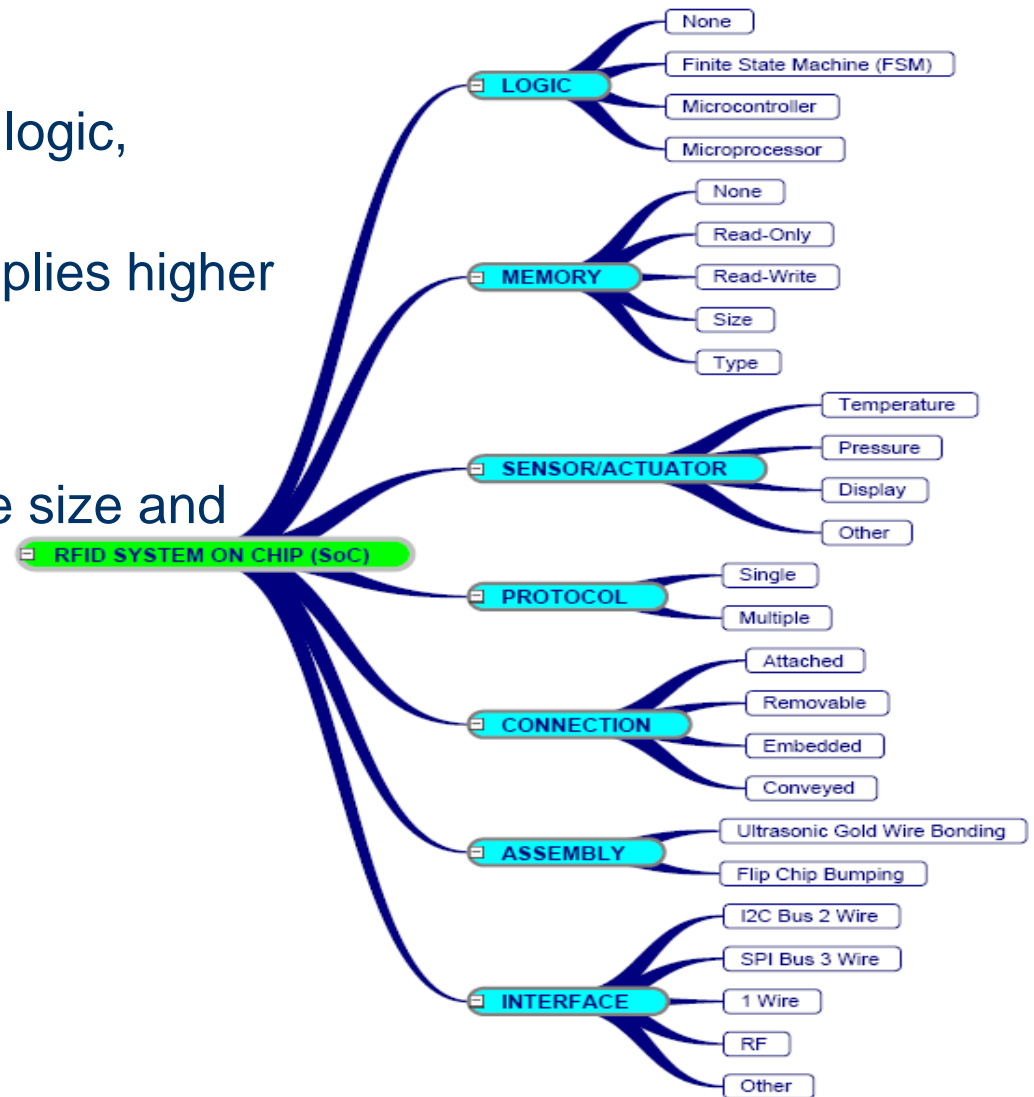 logic,
plies higher
e size and
RFID SYSTEM ON CHIP (SoC)
LOGIC
None
Finite State Machine (FSM)
Microcontroller
Microprocessor
MEMORY
None
Read-Only
Read-Write
Size
Type
SENSOR/ACTUATOR
Temperature
Pressure
Display
Other
PROTOCOL
Single
Multiple
CONNECTION
Attached
Removable
Embedded
Conveyed
ASSEMBLY
Ultrasonic Gold Wire Bonding
Flip Chip Bumping
INTERFACE
I2C Bus 2 Wire
SPI Bus 3 Wire
1 Wire
RF
Other